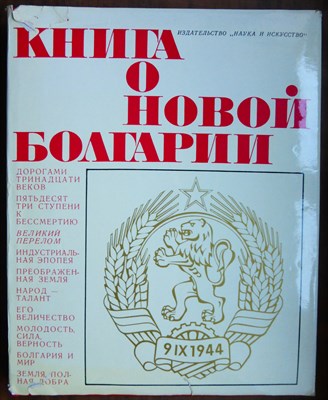 ИЗДАТЕЛЬСТВО „НАУКА И ИСКУССТВО“
КНИГА
О
НОВОЙ
БОЛГАРИИ
ДОРОГАМИ
ТРИНАДЦАТИ
ВЕКОВ
ПЯТЬДЕСЯТ
ТРИ СТУПЕНИ
К
БЕССМЕРТИЮ
ВЕЛИКИЙ
ПЕРЕЛОМ
ИНДУСТРИАЛЬ-
НАЯ ЭПОПЕЯ
ПРЕОБРАЖЕН-
НАЯ ЗЕМЛЯ
НАРОД —
ТАЛАНТ
ЕГО
ВЕЛИЧЕСТВО
МОЛОДОСТЬ,
СИЛА,
ВЕРНОСТЬ
БОЛГАРИЯ И
МИР
ЗЕМЛЯ, ПОЛ-
НАЯ ДОБРА
9 IX 1944